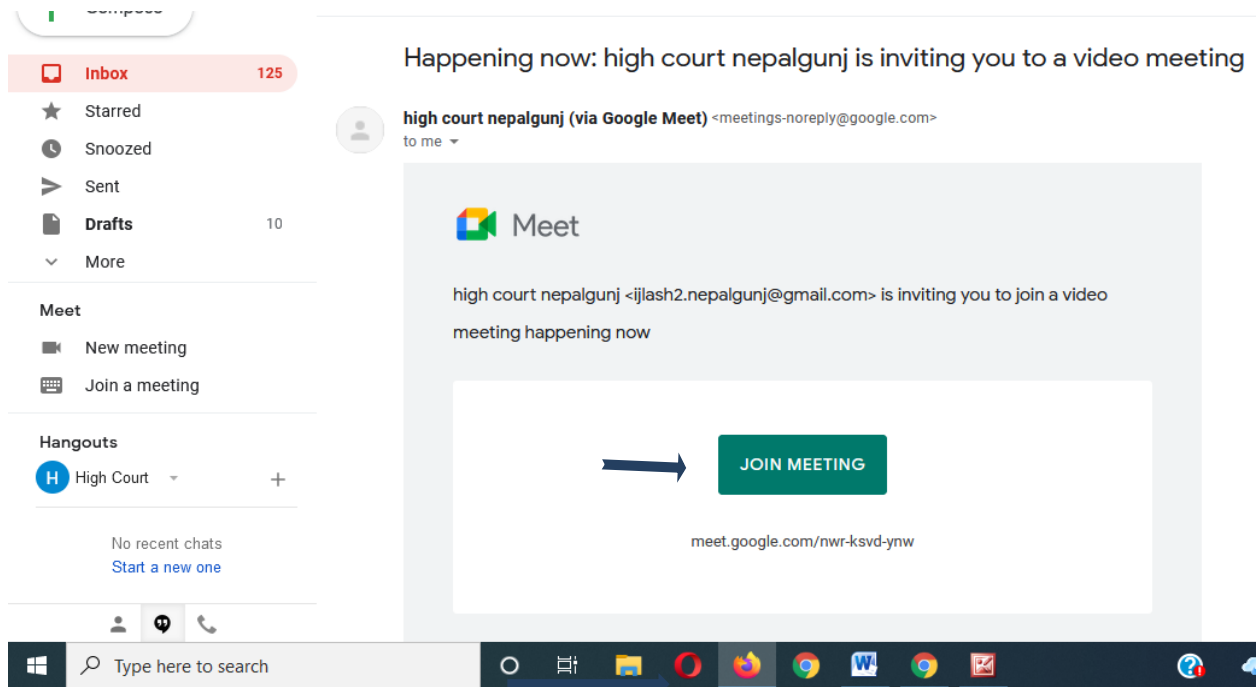 Compose
Inbox 125
Starred
Snoozed
Sent
Drafts 10
More
Meet
New meeting
Join a meeting
Hangouts
H High Court
No recent chats
Start a new one
Happening now: high court nepalgunj is inviting you to a video meeting
high court nepalgunj (via Google Meet) <meetings-noreply@google.com>
to me
Meet
high court nepalgunj <ijlash2.nepalgunj@gmail.com> is inviting you to join a video
meeting happening now
JOIN MEETING
meet.google.com/nwr-ksvd-ynw
Type here to search